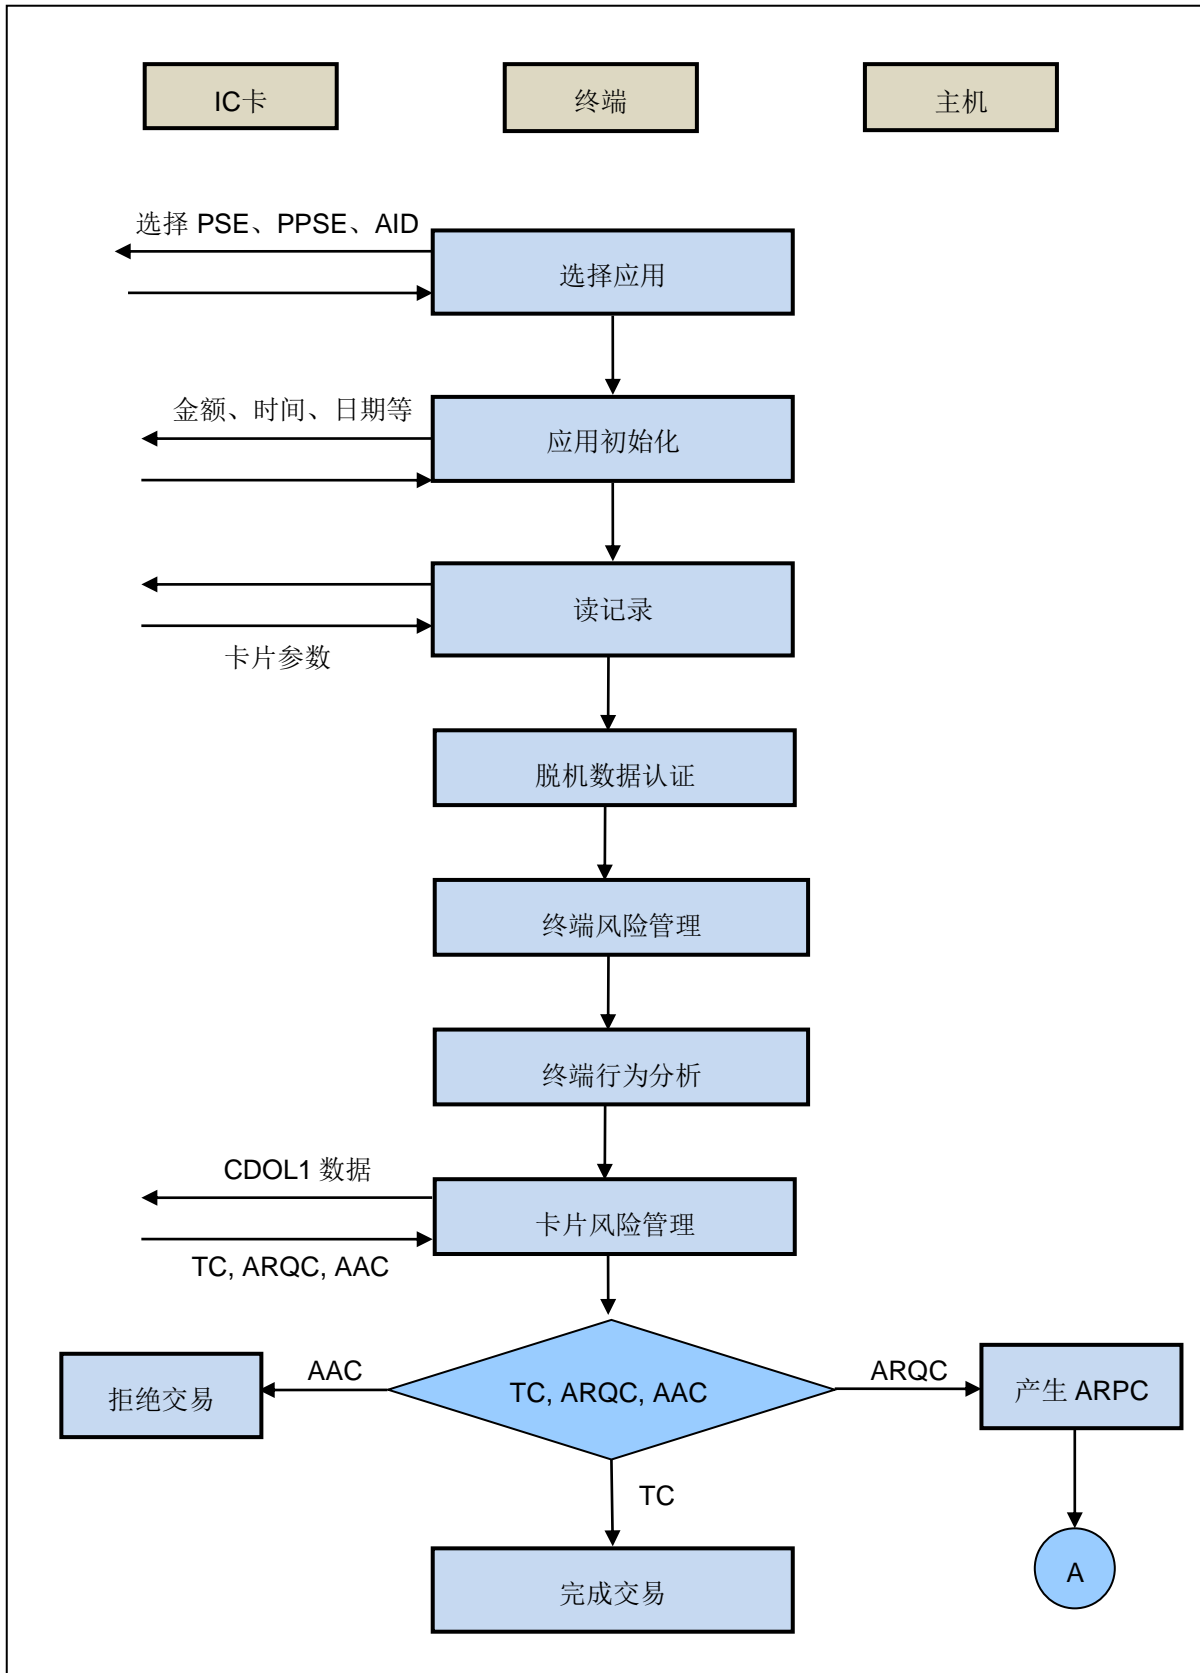 IC卡
终端
主机
选择 PSE、PPSE、AID
选择应用
金额、时间、日期等
应用初始化
读记录
卡片参数
脱机数据认证
终端风险管理
终端行为分析
CDOL1 数据
卡片风险管理
TC, ARQC, AAC
AAC
ARQC
拒绝交易
TC, ARQC, AAC
产生 ARPC
TC
完成交易
A